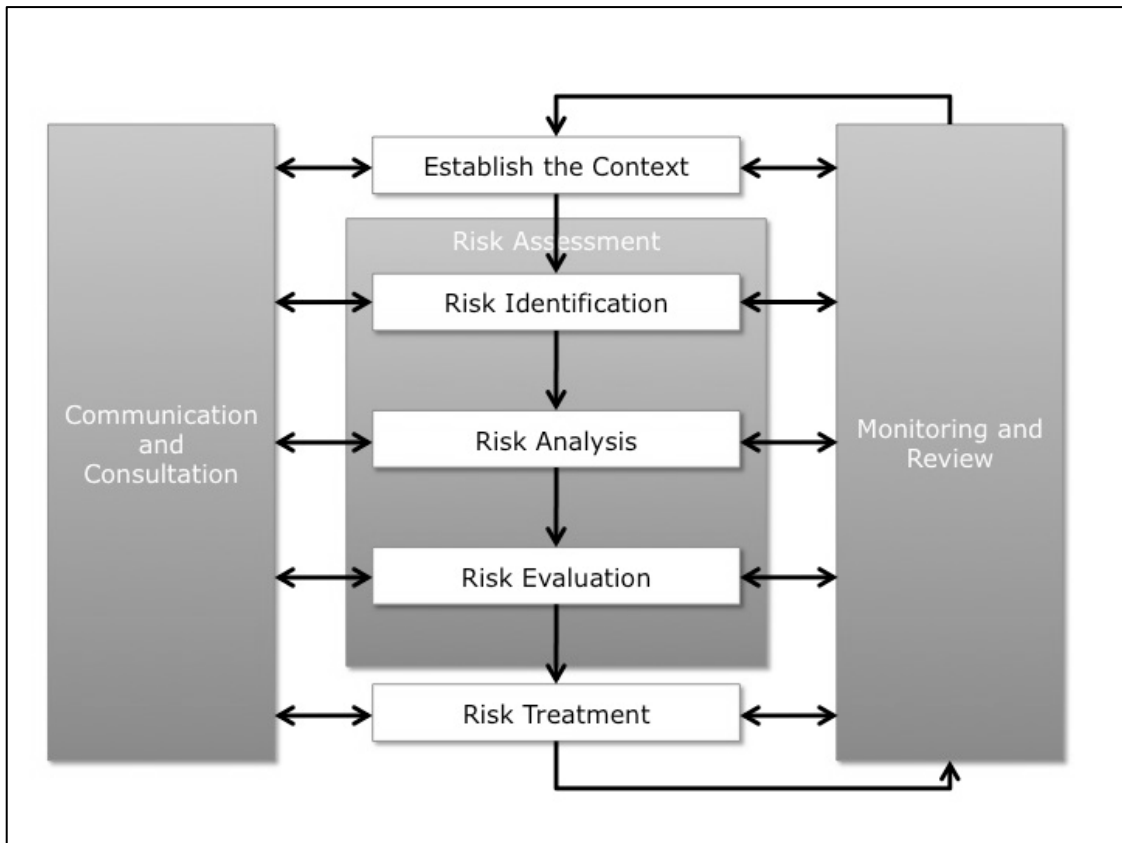 Establish the Context
Risk Assessment
Risk Identification
Communication
and
Consultation
Risk Analysis
Monitoring and
Review
Risk Evaluation
Risk Treatment